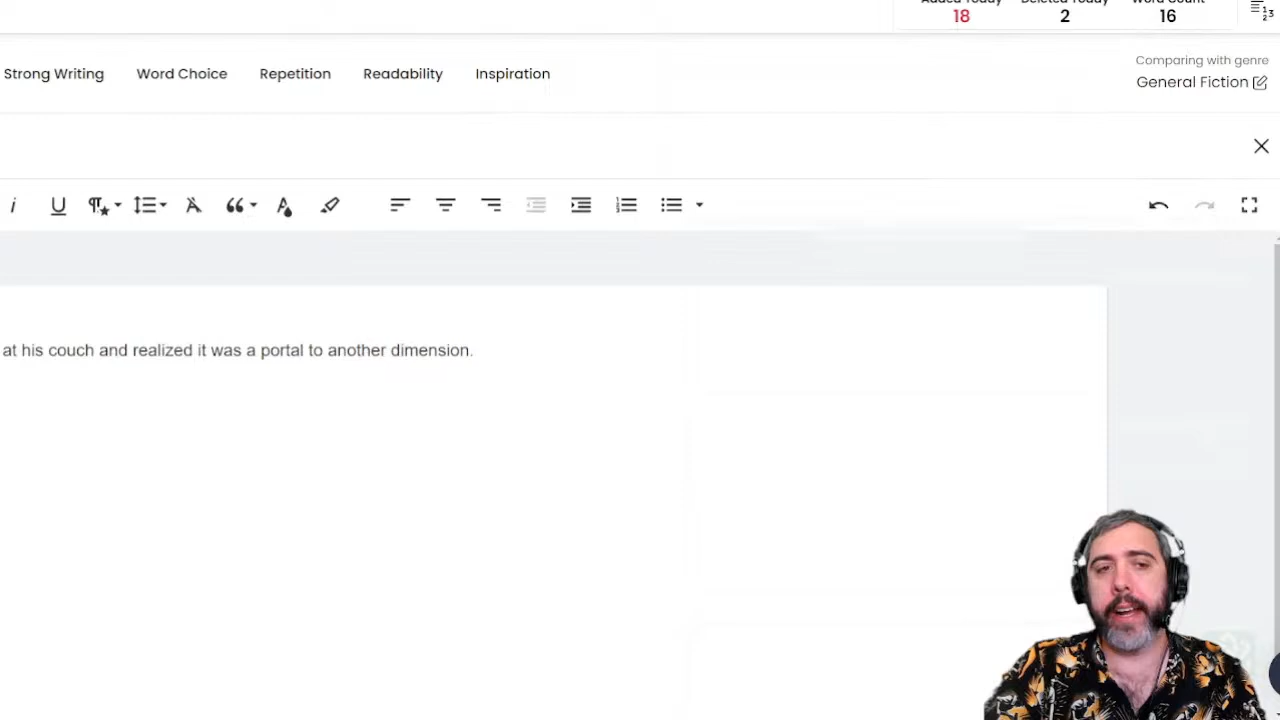 Added Today Deleted Today Word Count
18 2 16
Strong Writing Word Choice Repetition Readability Inspiration
Comparing with genre
General Fiction
at his couch and realized it was a portal to another dimension.